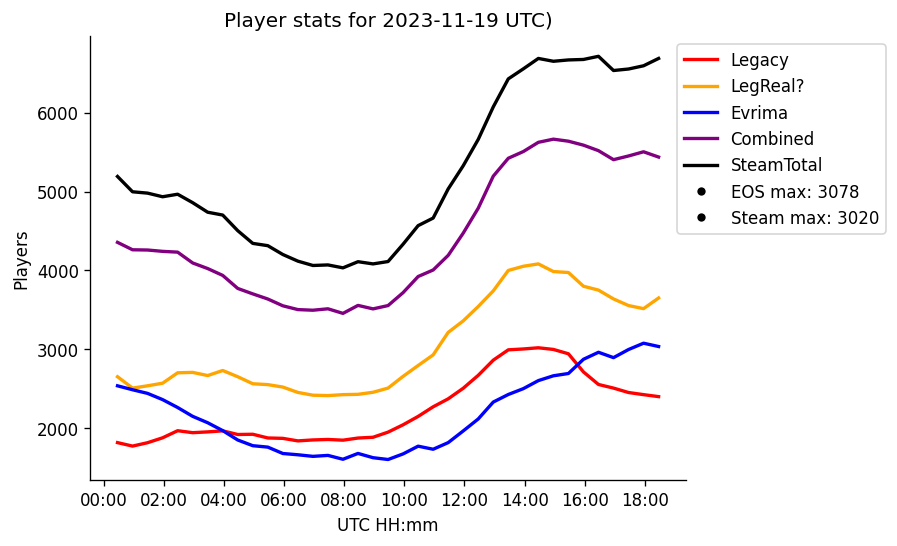 Player stats for 2023-11-19 UTC)
Legacy
LegReal?
Evrima
Combined
SteamTotal
EOS max: 3078
Steam max: 3020
Players
6000
5000
4000
3000
2000
00:00 02:00 04:00 06:00 08:00 10:00 12:00 14:00 16:00 18:00
UTC HH:mm